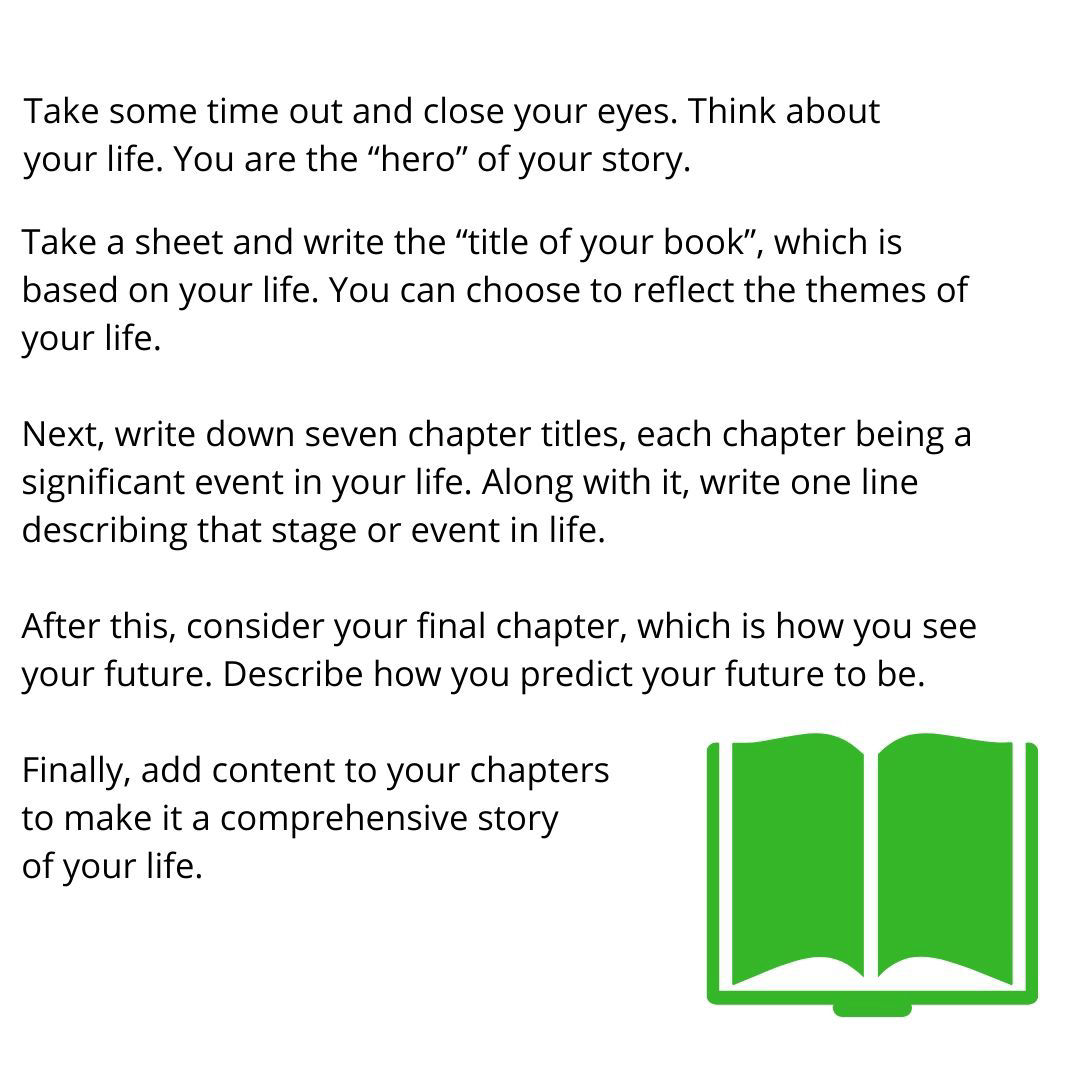 Take some time out and close your eyes. Think about
your life. You are the “hero” of your story.
Take a sheet and write the “title of your book”, which is
based on your life. You can choose to reflect the themes of
your life.
Next, write down seven chapter titles, each chapter being a
significant event in your life. Along with it, write one line
describing that stage or event in life.
After this, consider your final chapter, which is how you see
your future. Describe how you predict your future to be.
Finally, add content to your chapters
to make it a comprehensive story
of your life.